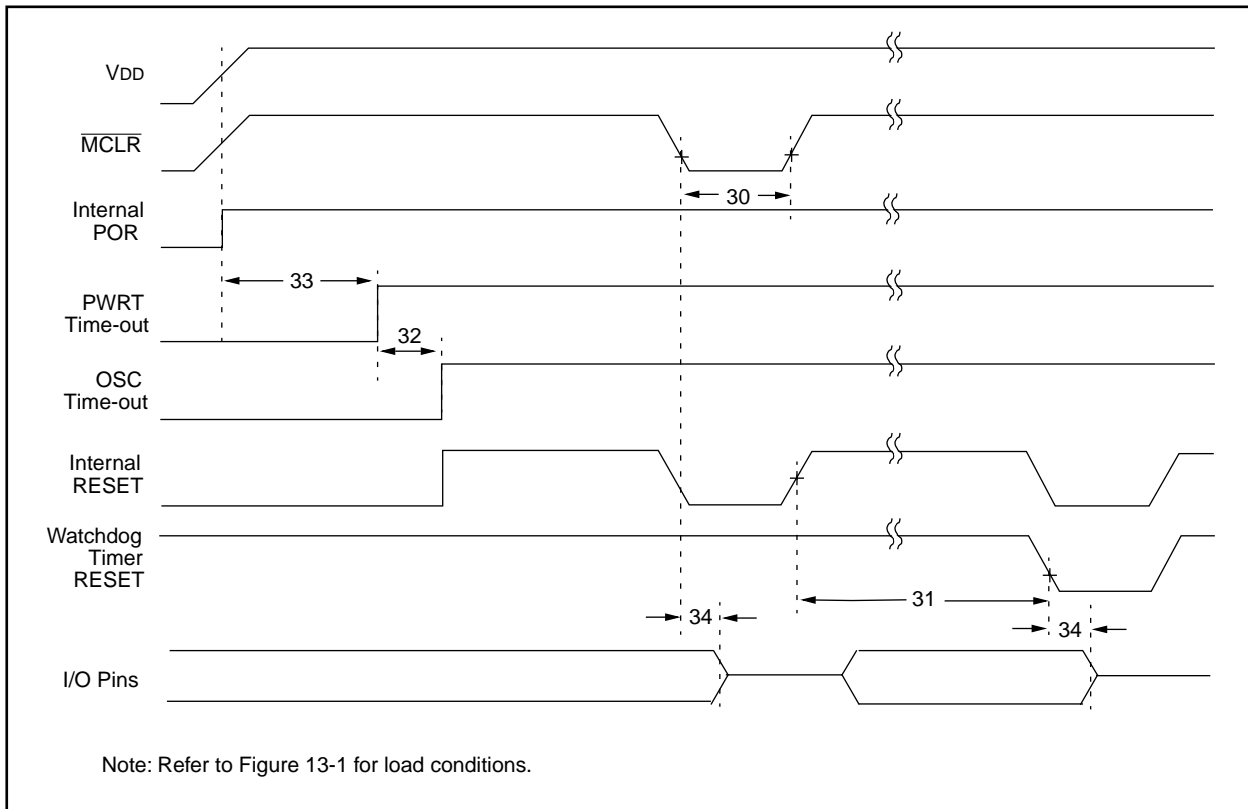 VDD
MCLR
30
Internal
POR
33
PWRT
Time-out
32
OSC
Time-out
Internal
RESET
Watchdog
Timer
RESET
31
34
34
I/O Pins
Note: Refer to Figure 13-1 for load conditions.